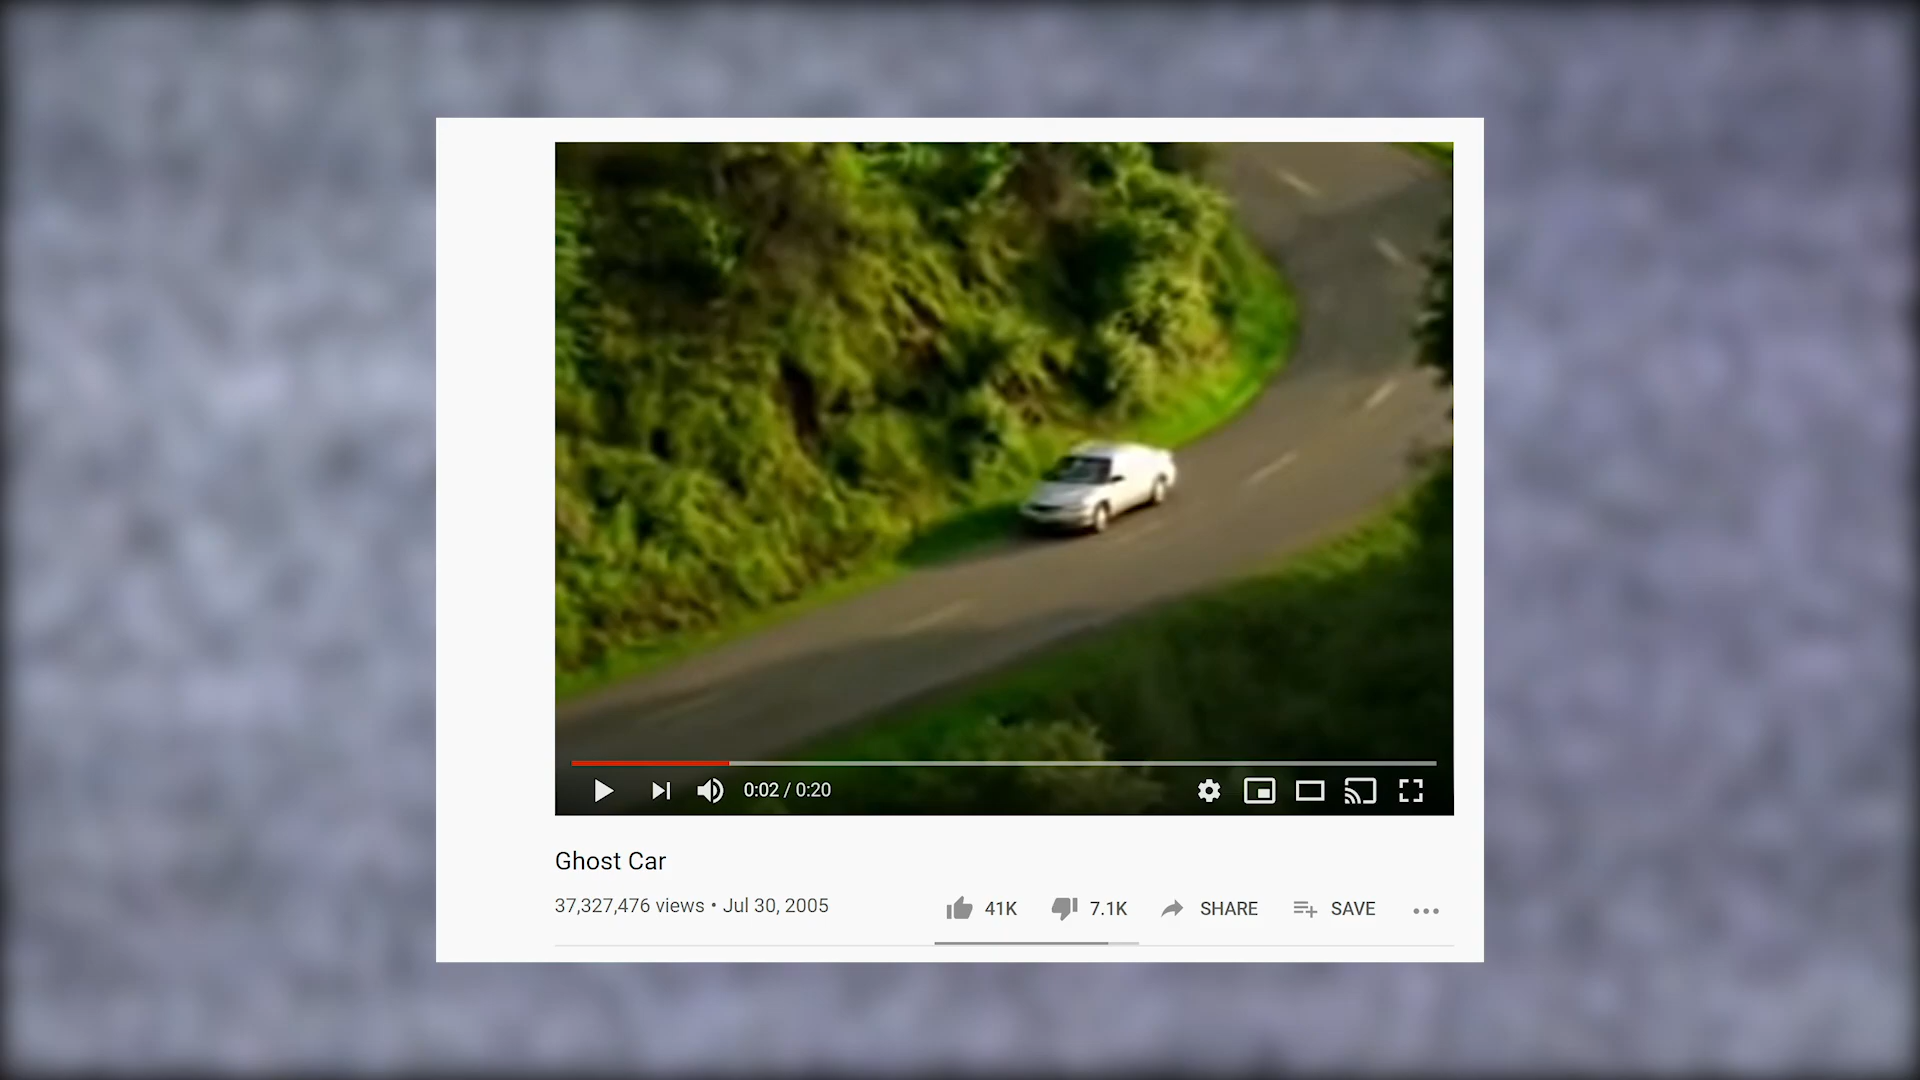 0:02 / 0:20
Ghost Car
37,327,476 views • Jul 30, 2005
41K 7.1K SHARE SAVE